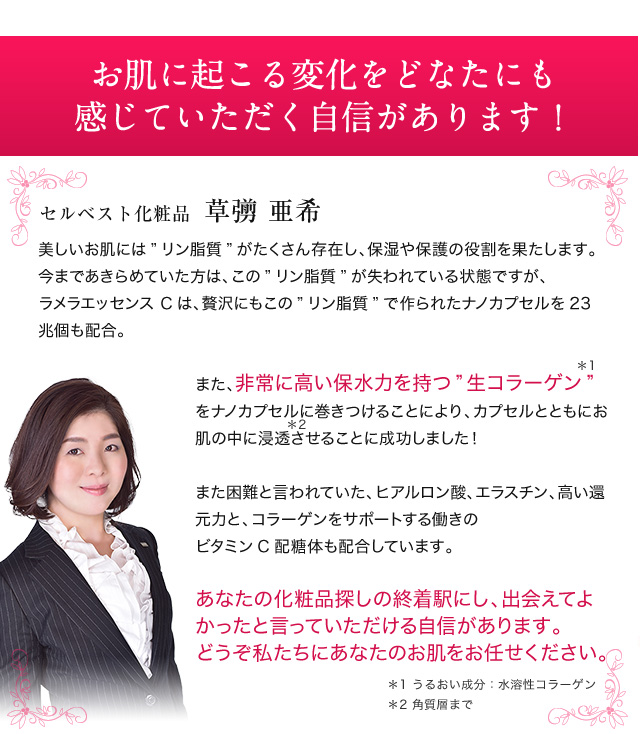 お肌に起こる変化をどなたにも
感じていただく自信があります！
セルベスト化粧品 草彅 亜希
美しいお肌には”リン脂質”がたくさん存在し、保湿や保護の役割を果たします。
今まであきらめていた方は、この”リン脂質”が失われている状態ですが、
ラメラエッセンス C は、贅沢にもこの”リン脂質”で作られたナノカプセルを23
兆個も配合。
また、非常に高い保水力を持つ”生コラーゲン”＊1
をナノカプセルに巻きつけることにより、カプセルとともにお
肌の中に浸透＊2させることに成功しました！
また困難と言われていた、ヒアルロン酸、エラスチン、高い還
元力と、コラーゲンをサポートする働きの
ビタミン C 配糖体も配合しています。
あなたの化粧品探しの終着駅にし、出会えてよ
かったと言っていただける自信があります。
どうぞ私たちにあなたのお肌をお任せください。
＊1 うるおい成分：水溶性コラーゲン
＊2 角質層まで